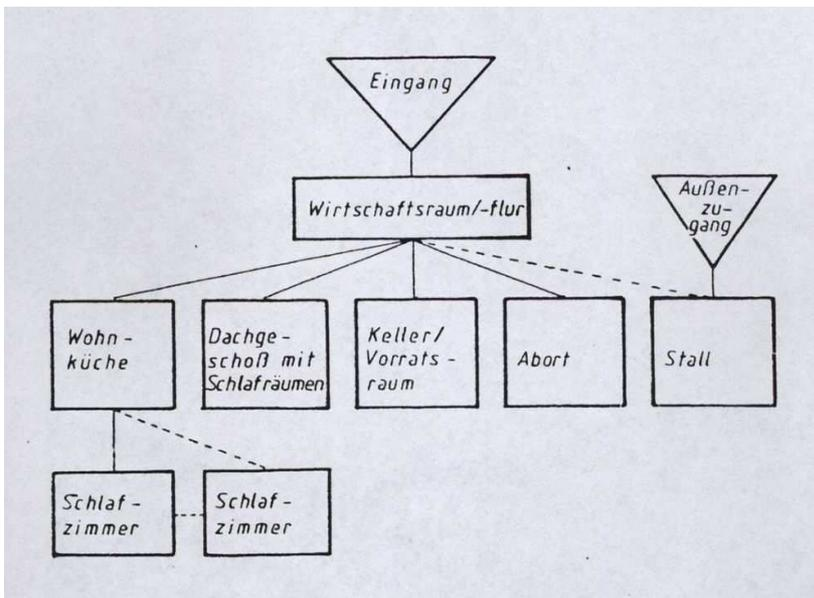 Eingang
Wirtschaftsraum/-flur
Außen-
zu-
gang
Wohn-
küche
Dachge-
schoß mit
Schlafräumen
Keller/
Vorrats-
raum
Abort
Stall
Schlaf-
zimmer
Schlaf-
zimmer